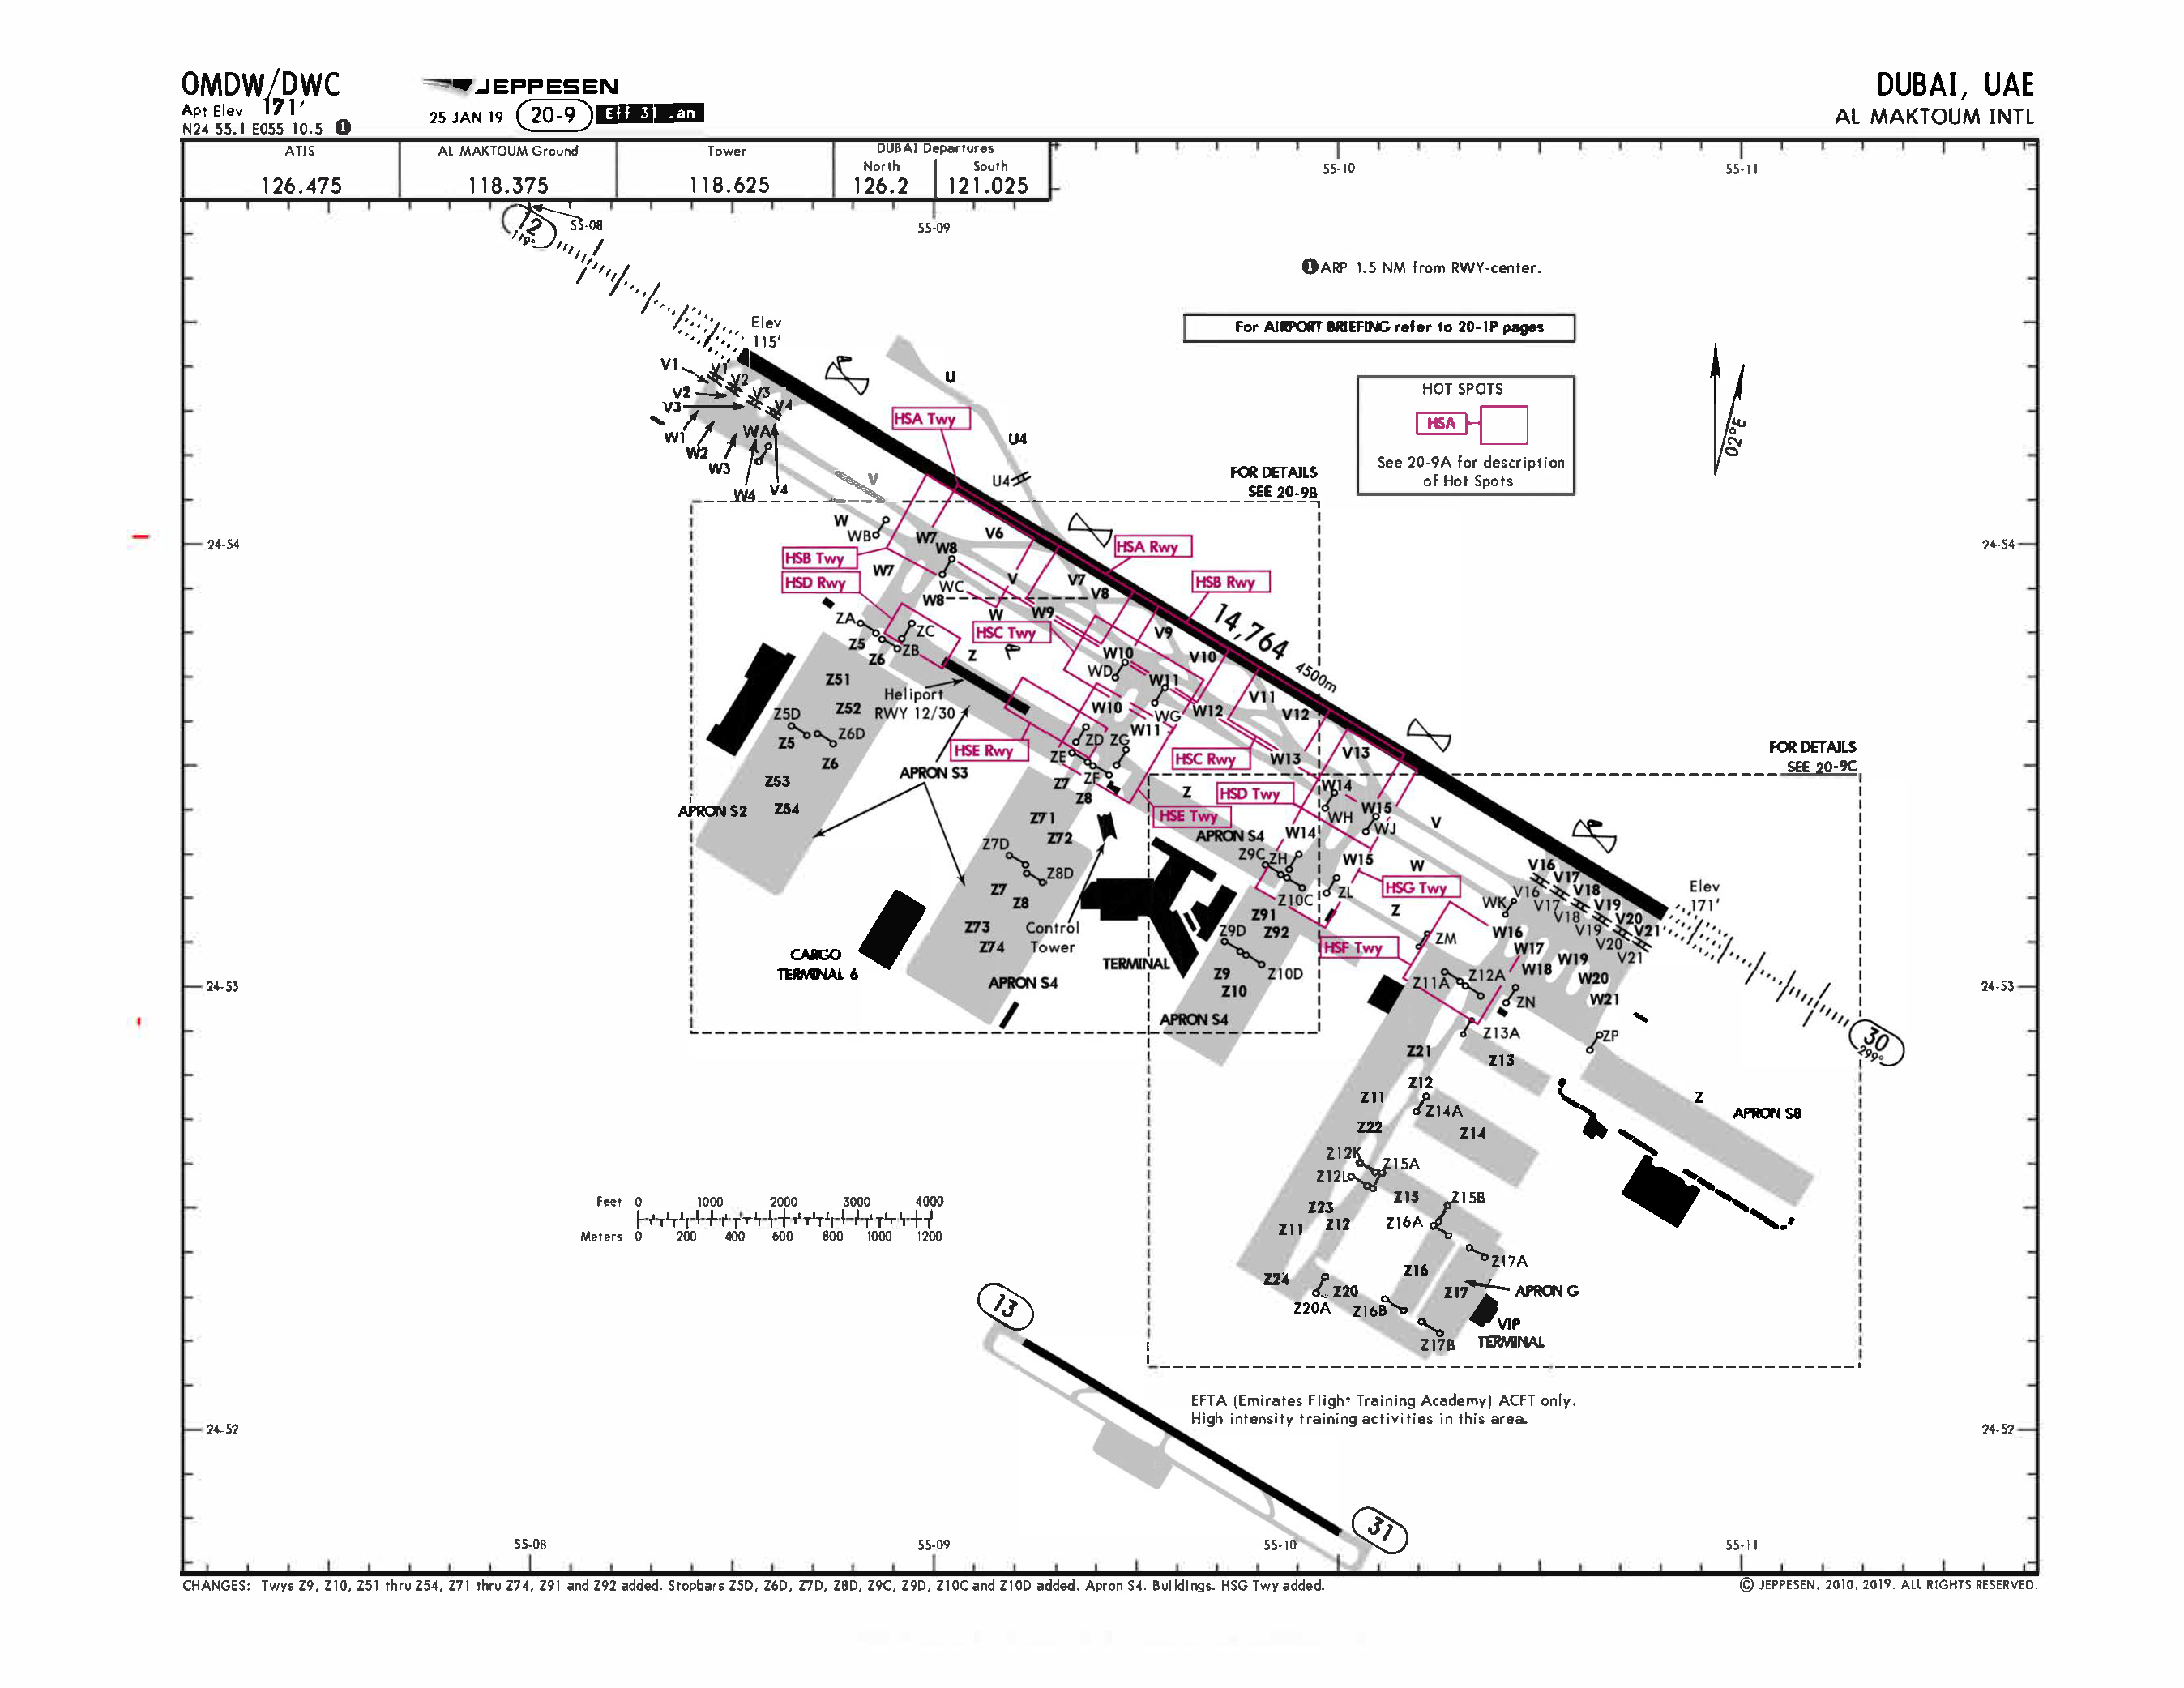 OMDW/DWC
Apt Elev 171'
N24 55.1 E055 10.5 ❶
JEPPESEN
25 JAN 19 20-9 Eff 31 Jan
DUBAI, UAE
AL MAKTOUM INTL
ATIS
126.475
AL MAKTOUM Ground
118.375
Tower
118.625
DUBAI Departures
North
126.2
South
121.025
55-10
55-11
55-08
55-09
12
119°
❶ARP 1.5 NM from RWY-center.
For AIRPORT BRIEFING refer to 20-1P pages
HOT SPOTS
HSA
See 20-9A for description
of Hot Spots
02°E
Elev
115'
V1
V1
V2
V2
V3
V3
V4
W1
W2
W3
WA
W4
V4
U
U4
U4
HSA Twy
V
FOR DETAILS
SEE 20-9B
24-54
24-54
W
WB
W7
W8
V6
HSA Rwy
HSB Twy
HSD Rwy
W7
WC
W8
V
V7
V8
HSB Rwy
W
W9
14,764
4500m
ZA
ZC
HSC Twy
V9
Z5
ZB
Z6
Z
W10
V10
WD
W11
Z51
Z52
Heliport
RWY 12/30
W10
WG
W12
V11
V12
Z5D
Z6D
Z5
Z6
HSE Rwy
ZD
ZG
W11
HSC Rwy
W13
V13
ZE
ZF
APRON S3
Z7
Z8
Z53
Z54
APRON S2
Z
HSD Twy
W14
WH
W15
WJ
V
HSE Twy
FOR DETAILS
SEE 20-9C
Z71
Z72
APRON S4
W14
Z7D
Z8D
Z9C
ZH
W15
W
Z10C
ZL
HSG Twy
Z7
Z8
Z
Z91
Z92
Z73
Z74
Control
Tower
Z9D
HSF Twy
ZM
V16
V17
V18
V19
V20
V21
V16
V17
V18
V19
V20
V21
WK
Elev
171'
W16
W17
W18
W19
W20
W21
CARGO
TERMINAL 6
TERMINAL
Z9
Z10
Z10D
Z11A
Z12A
ZN
24-53
24-53
APRON S4
APRON S4
Z13A
ZP
30
299°
Z21
Z13
Z12
Z11
Z14A
Z22
Z14
Z
APRON S8
Z12K
Z15A
Z12L
Z15
Z15B
Z23
Z16A
Z11
Z12
Z17A
Z24
Z16
Z20
Z17
APRON G
Z20A
Z16B
VIP
TERMINAL
Z17B
Feet 0 1000 2000 3000 4000
Meters 0 200 400 600 800 1000 1200
13
EFTA (Emirates Flight Training Academy) ACFT only.
High intensity training activities in this area.
24-52
24-52
31
55-08
55-09
55-10
55-11
CHANGES: Twys Z9, Z10, Z51 thru Z54, Z71 thru Z74, Z91 and Z92 added. Stopbars Z5D, Z6D, Z7D, Z8D, Z9C, Z9D, Z10C and Z10D added. Apron S4. Buildings. HSG Twy added.
© JEPPESEN, 2010, 2019. ALL RIGHTS RESERVED.